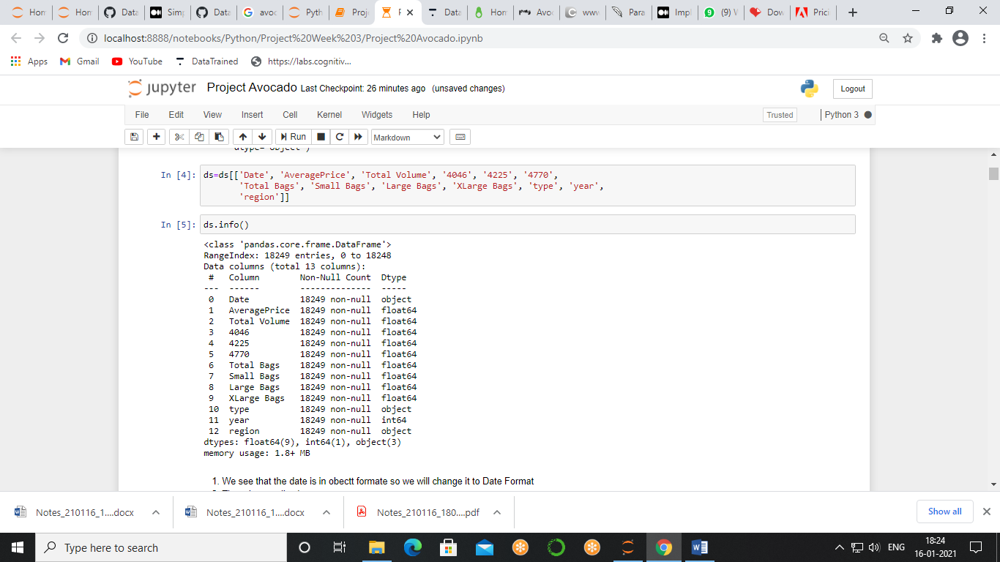 Hom
Hom
Data
Simp
Data
avoc
Pyth
Proje
F
Data
Hom
Avoc
www
Para
Impl
(9) W
Dow
Prici
localhost:8888/notebooks/Python/Project%20Week%203/Project%20Avocado.ipynb
Apps
Gmail
YouTube
DataTrained
https://labs.cognitiv...
jupyter Project Avocado Last Checkpoint: 26 minutes ago (unsaved changes)
Logout
File Edit View Insert Cell Kernel Widgets Help
Trusted
Python 3
Run
Markdown
dtype='object')
In [4]: ds=ds[['Date', 'AveragePrice', 'Total Volume', '4046', '4225', '4770',
'Total Bags', 'Small Bags', 'Large Bags', 'XLarge Bags', 'type', 'year',
'region']]
In [5]: ds.info()
<class 'pandas.core.frame.DataFrame'>
RangeIndex: 18249 entries, 0 to 18248
Data columns (total 13 columns):
# Column Non-Null Count Dtype
--- ------ -------------- -----
0 Date 18249 non-null object
1 AveragePrice 18249 non-null float64
2 Total Volume 18249 non-null float64
3 4046 18249 non-null float64
4 4225 18249 non-null float64
5 4770 18249 non-null float64
6 Total Bags 18249 non-null float64
7 Small Bags 18249 non-null float64
8 Large Bags 18249 non-null float64
9 XLarge Bags 18249 non-null float64
10 type 18249 non-null object
11 year 18249 non-null int64
12 region 18249 non-null object
dtypes: float64(9), int64(1), object(3)
memory usage: 1.8+ MB
1. We see that the date is in obectt formate so we will change it to Date Format
Notes_210116_1....docx
Notes_210116_1....docx
Notes_210116_180....pdf
Show all
Type here to search
ENG
18:24
16-01-2021